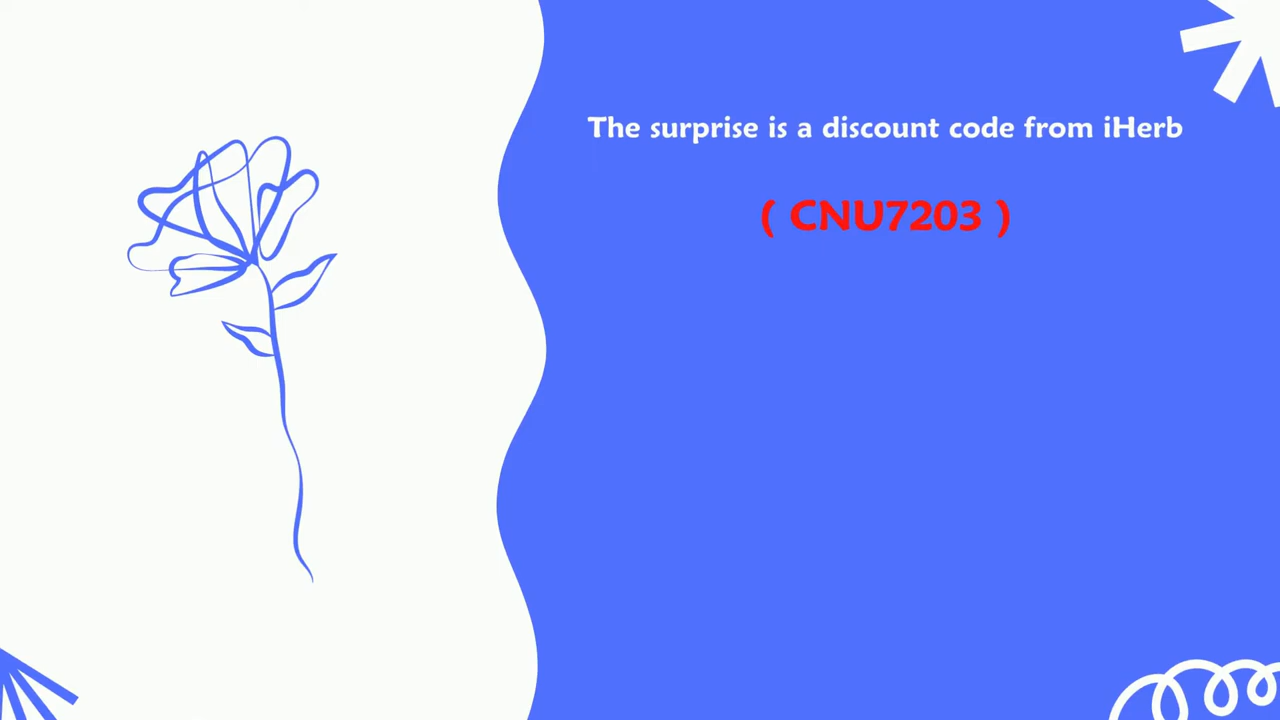 The surprise is a discount code from iHerb
( CNU7203 )